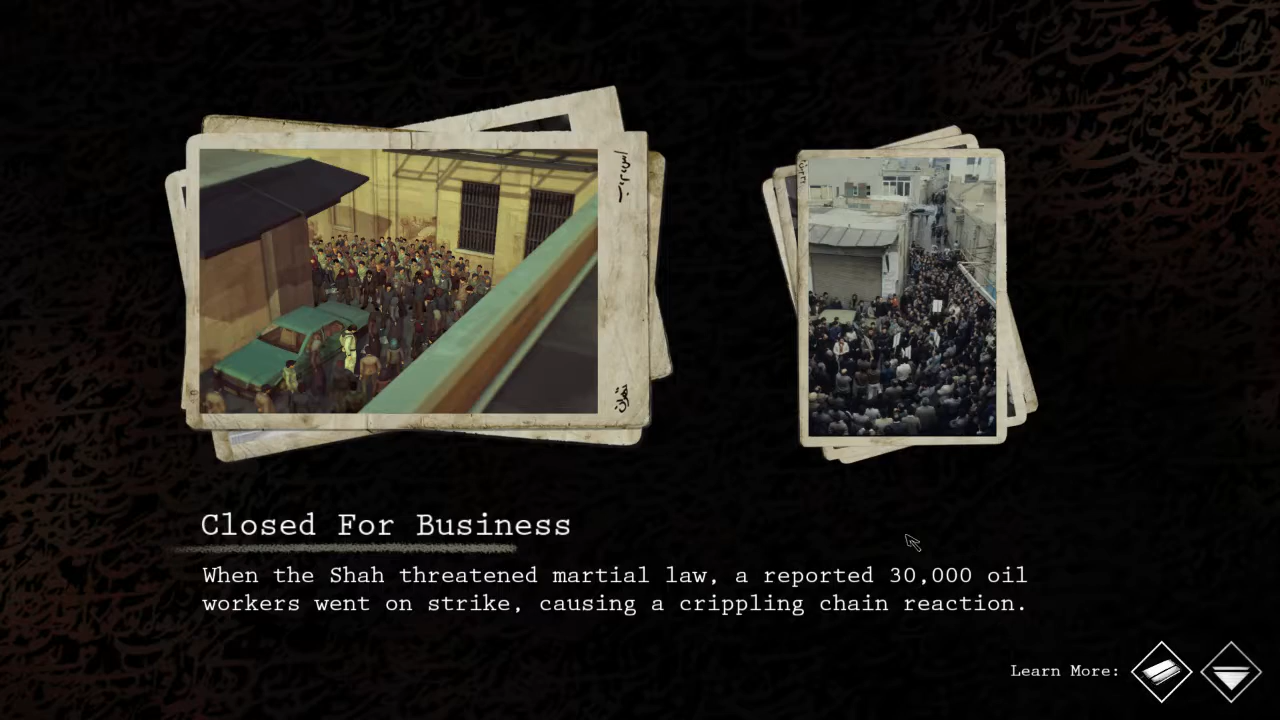 تهران
Closed For Business
When the Shah threatened martial law, a reported 30,000 oil
workers went on strike, causing a crippling chain reaction.
Learn More: